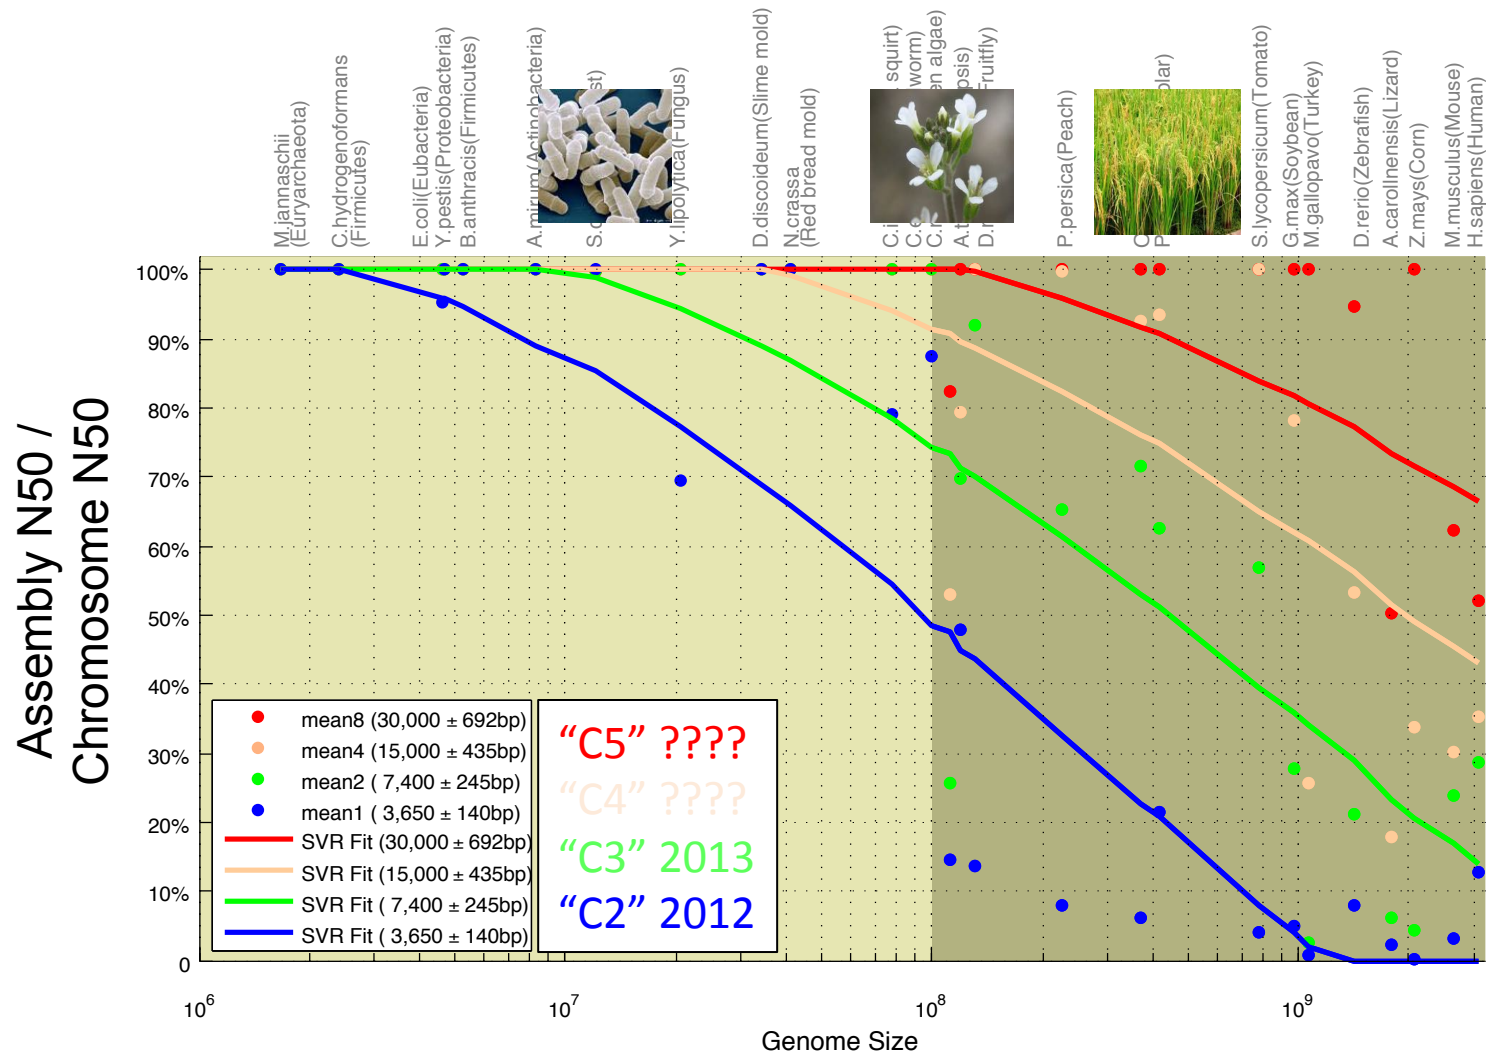 M.jannaschii
(Euryarchaeota)
C.hydrogenoformans
(Firmicutes)
E.coli(Eubacteria)
Y.pestis(Proteobacteria)
B.anthracis(Firmicutes)
A.mirum(Actinobacteria)
Y.lipolytica(Fungus)
D.discoideum(Slime mold)
N.crassa
(Red bread mold)
squirt)
worm)
P.persica(Peach)
S.lycopersicum(Tomato)
G.max(Soybean)
M.gallopavo(Turkey)
D.rerio(Zebrafish)
A.carolinensis(Lizard)
Z.mays(Corn)
M.musculus(Mouse)
H.sapiens(Human)
Assembly N50 /
Chromosome N50
100%
90%
80%
70%
60%
50%
40%
30%
20%
10%
0
mean8 (30,000 ± 692bp)
mean4 (15,000 ± 435bp)
mean2 ( 7,400 ± 245bp)
mean1 ( 3,650 ± 140bp)
SVR Fit (30,000 ± 692bp)
SVR Fit (15,000 ± 435bp)
SVR Fit ( 7,400 ± 245bp)
SVR Fit ( 3,650 ± 140bp)
“C5” ????
“C4” ????
“C3” 2013
“C2” 2012
10⁶ 10⁷ 10⁸ 10⁹
Genome Size